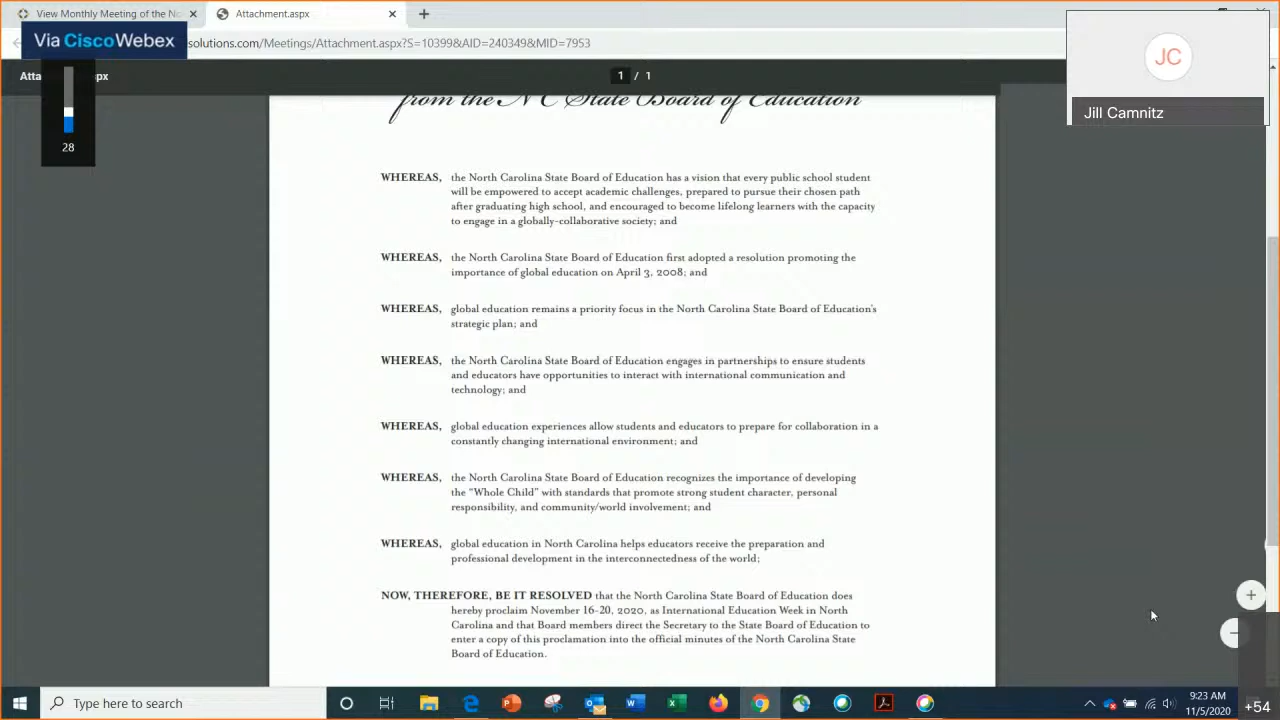 View Monthly Meeting of the No
Attachment.aspx
Via CiscoWebex
solutions.com/Meetings/Attachment.aspx?S=10399&AID=240349&MID=7953
Atta
px
1 / 1
JC
Jill Camnitz
28
from the NC State Board of Education
WHEREAS, the North Carolina State Board of Education has a vision that every public school student
will be empowered to accept academic challenges, prepared to pursue their chosen path
after graduating high school, and encouraged to become lifelong learners with the capacity
to engage in a globally-collaborative society; and
WHEREAS, the North Carolina State Board of Education first adopted a resolution promoting the
importance of global education on April 3, 2008; and
WHEREAS, global education remains a priority focus in the North Carolina State Board of Education's
strategic plan; and
WHEREAS, the North Carolina State Board of Education engages in partnerships to ensure students
and educators have opportunities to interact with international communication and
technology; and
WHEREAS, global education experiences allow students and educators to prepare for collaboration in a
constantly changing international environment; and
WHEREAS, the North Carolina State Board of Education recognizes the importance of developing
the “Whole Child” with standards that promote strong student character, personal
responsibility, and community/world involvement; and
WHEREAS, global education in North Carolina helps educators receive the preparation and
professional development in the interconnectedness of the world;
NOW, THEREFORE, BE IT RESOLVED that the North Carolina State Board of Education does
hereby proclaim November 16-20, 2020, as International Education Week in North
Carolina and that Board members direct the Secretary to the State Board of Education to
enter a copy of this proclamation into the official minutes of the North Carolina State
Board of Education.
Type here to search
9:23 AM
11/5/2020
+54